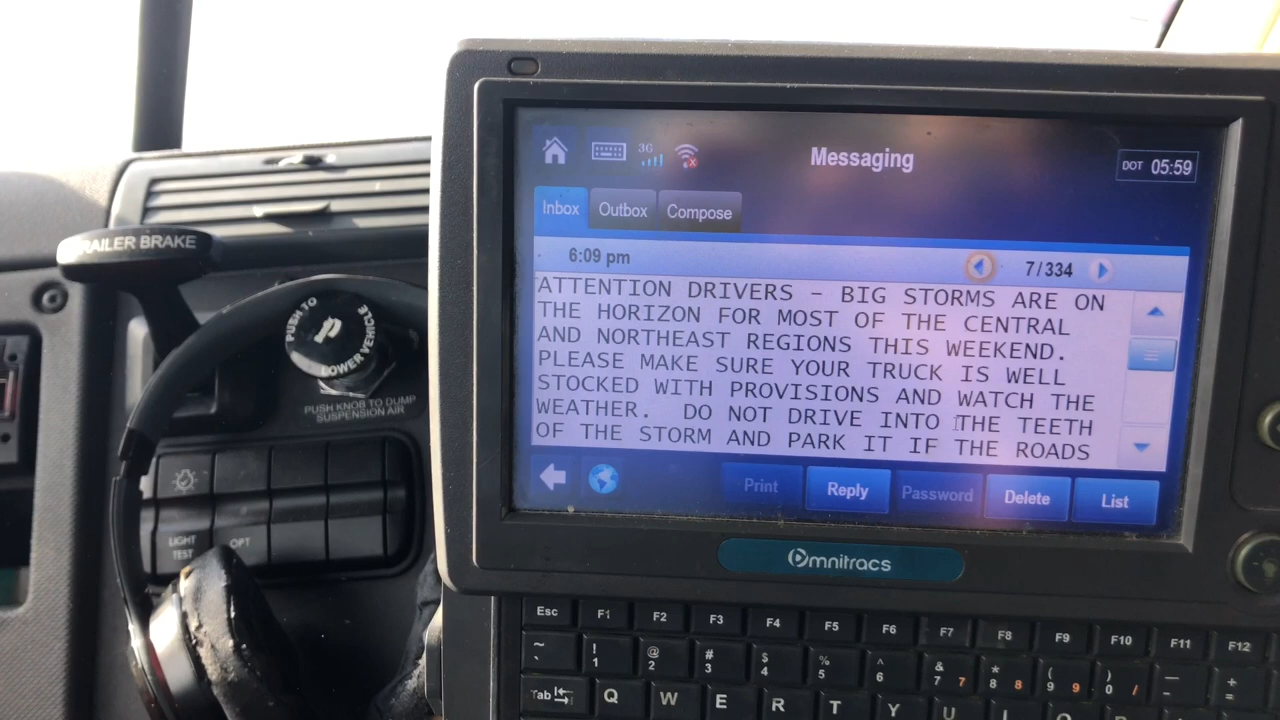 3G
Messaging
DOT 05:59
Inbox Outbox Compose
6:09 pm
7/334
ATTENTION DRIVERS - BIG STORMS ARE ON
THE HORIZON FOR MOST OF THE CENTRAL
AND NORTHEAST REGIONS THIS WEEKEND.
PLEASE MAKE SURE YOUR TRUCK IS WELL
STOCKED WITH PROVISIONS AND WATCH THE
WEATHER. DO NOT DRIVE INTO THE TEETH
OF THE STORM AND PARK IT IF THE ROADS
Print Reply Password Delete List
Omnitracs
RAILER BRAKE
PUSH TO
LOWER VEHICLE
PUSH KNOB TO DUMP
SUSPENSION AIR
LIGHT
TEST
OPT
Esc F1 F2 F3 F4 F5 F6 F7 F8 F9 F10 F11 F12
~ ! @ # $ % ^ & * ( ) — +
` 1 2 3 4 5 6 7 7 8 8 9 9 0 / - =
Tab Q W E R T Y U I